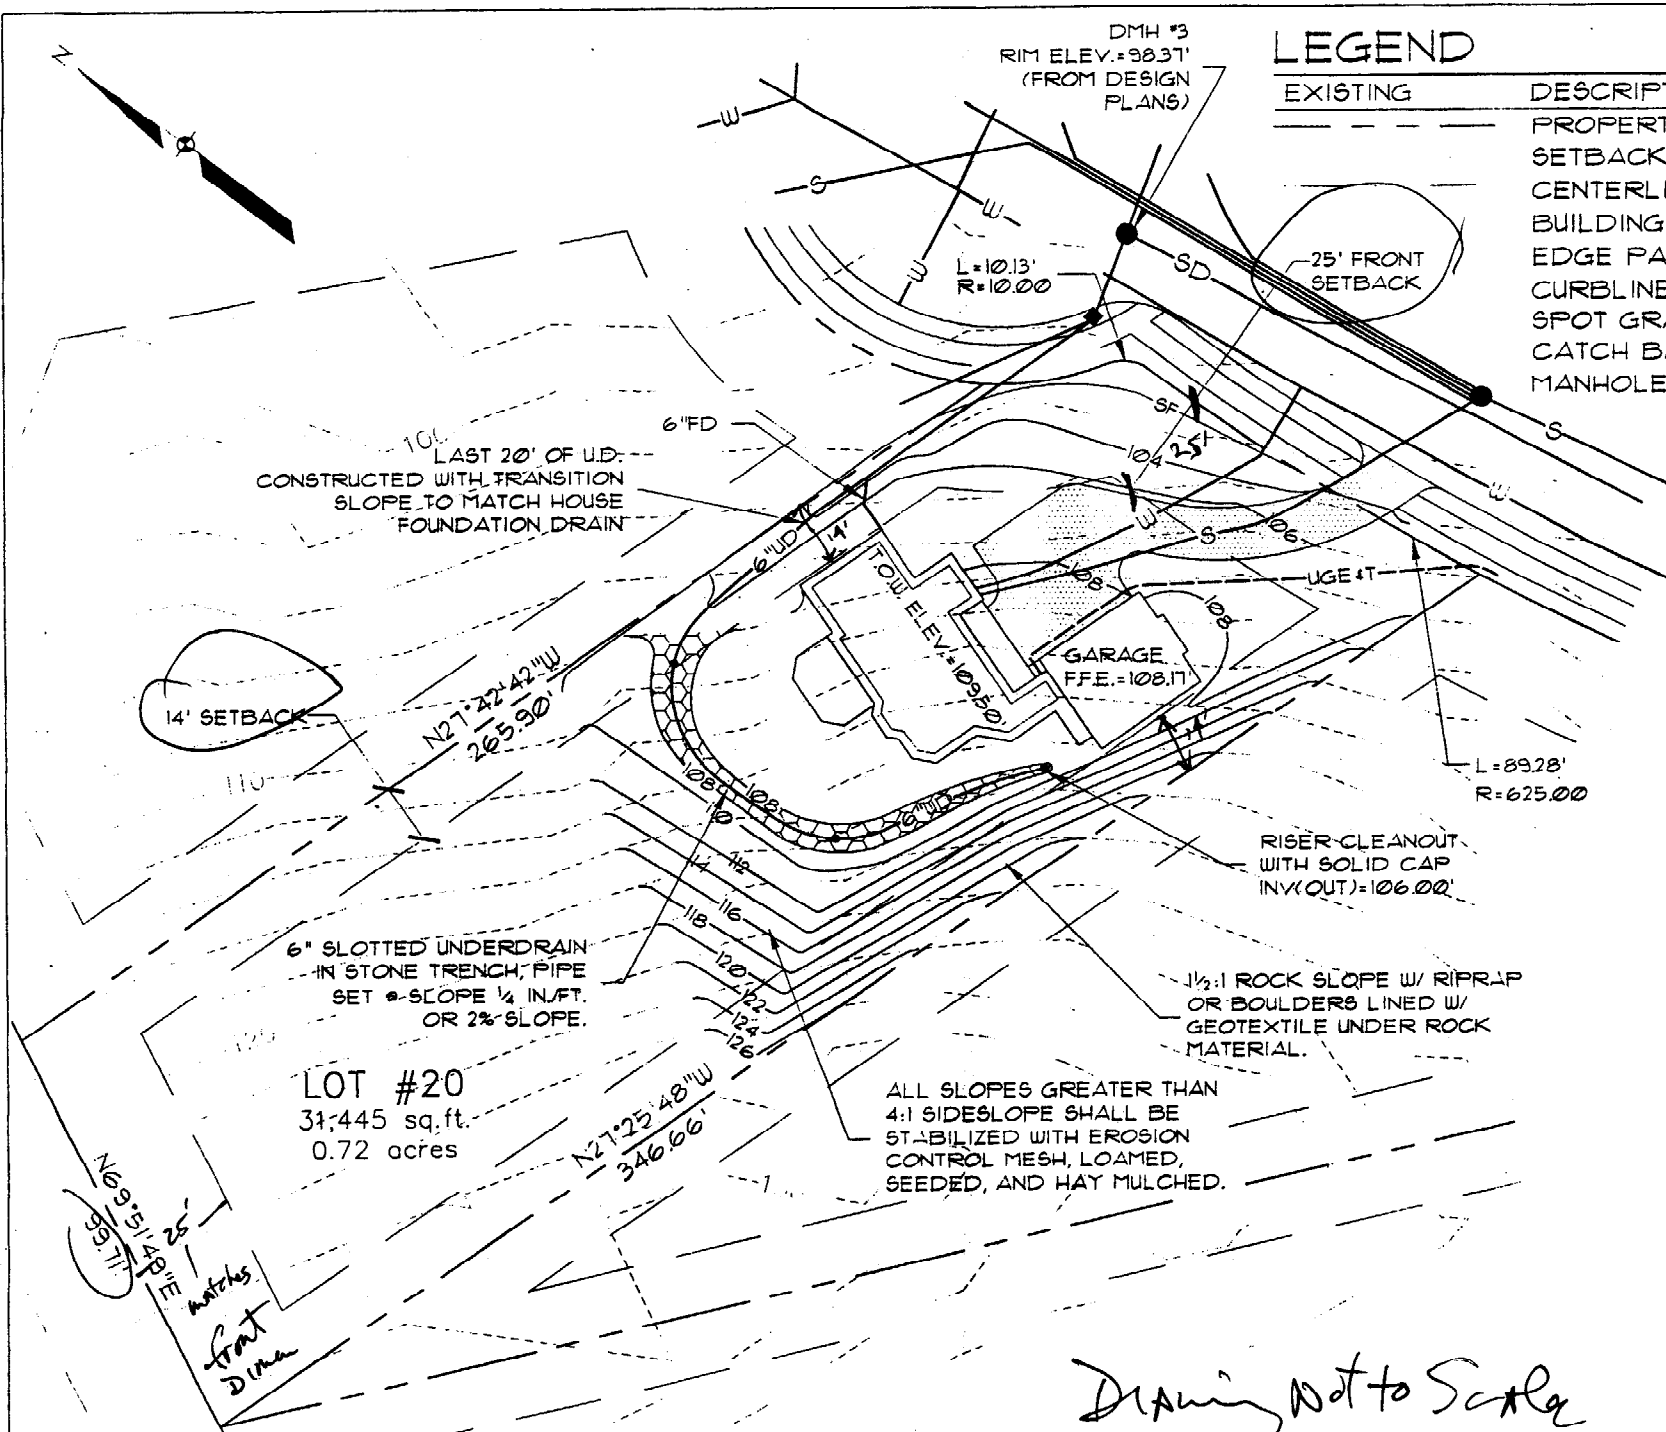 N
DMH #3
RIM ELEV.=98.37'
(FROM DESIGN
PLANS)
LEGEND
EXISTING
DESCRIPT
PROPERT
SETBACK
CENTERLI
BUILDING
EDGE PA
CURBLINE
SPOT GRA
CATCH BA
MANHOLE
W
S
W
W
L=10.13'
R=10.00
SD
25' FRONT
SETBACK
6"FD
SF
25'
104
S
W
LAST 20' OF U.D.
CONSTRUCTED WITH TRANSITION
SLOPE TO MATCH HOUSE
FOUNDATION DRAIN
6"UD
14'
W
S
106
T.O.W. ELEV.=109.50'
108
UGE&T
108
GARAGE
F.F.E.=108.17'
14' SETBACK
N27°42'42"W
265.90'
110
L=89.28'
R=625.00
108
108
110
6"UD
112
114
116
118
120
122
124
126
RISER CLEANOUT
WITH SOLID CAP
INV(OUT)=106.00'
6" SLOTTED UNDERDRAIN
IN STONE TRENCH, PIPE
SET @ SLOPE 1/4 IN./FT.
OR 2% SLOPE.
1½:1 ROCK SLOPE W/ RIPRAP
OR BOULDERS LINED W/
GEOTEXTILE UNDER ROCK
MATERIAL.
120
LOT #20
31,445 sq.ft.
0.72 acres
N27°25'48"W
346.66'
ALL SLOPES GREATER THAN
4:1 SIDESLOPE SHALL BE
STABILIZED WITH EROSION
CONTROL MESH, LOAMED,
SEEDED, AND HAY MULCHED.
N69°51'48"E
99.71'
25'
matches
front
Drawing Not to Scale